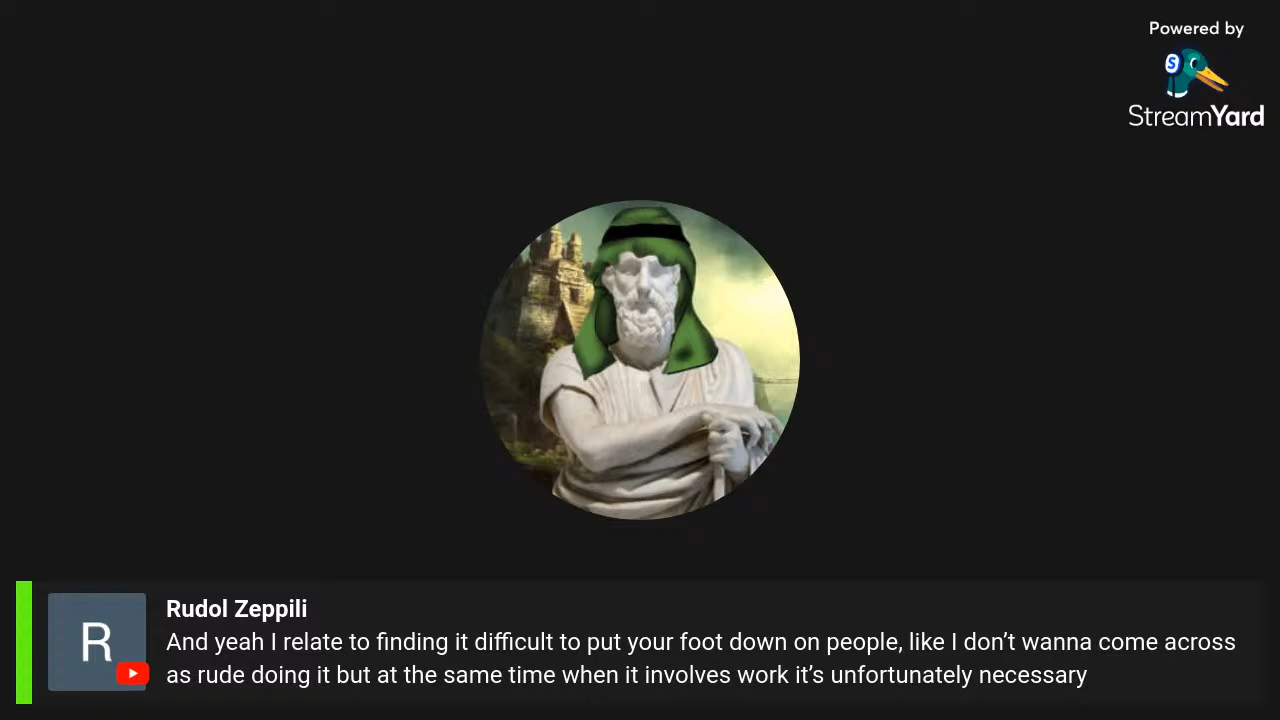 Powered by
S
StreamYard
R
Rudol Zeppili
And yeah I relate to finding it difficult to put your foot down on people, like I don’t wanna come across
as rude doing it but at the same time when it involves work it’s unfortunately necessary